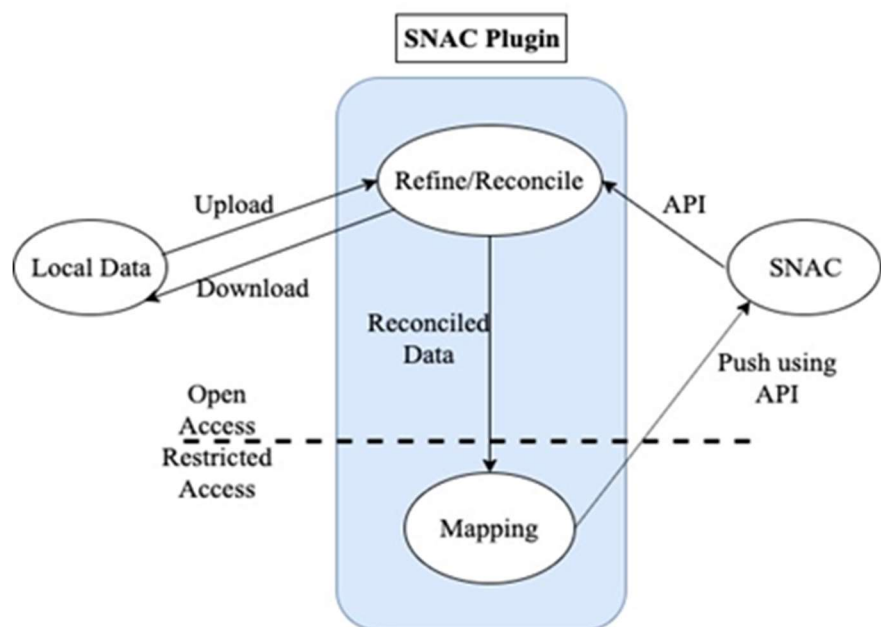 SNAC Plugin
Refine/Reconcile
Upload
API
Local Data
SNAC
Download
Reconciled
Data
Push using
API
Open
Access
Restricted
Access
Mapping